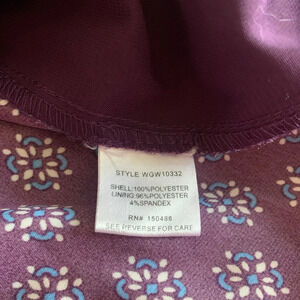 STYLE WGW10332
SHELL:100%POLYESTER
LINING:96%POLYESTER
4%SPANDEX
RN# 150486
SEE REVERSE FOR CARE